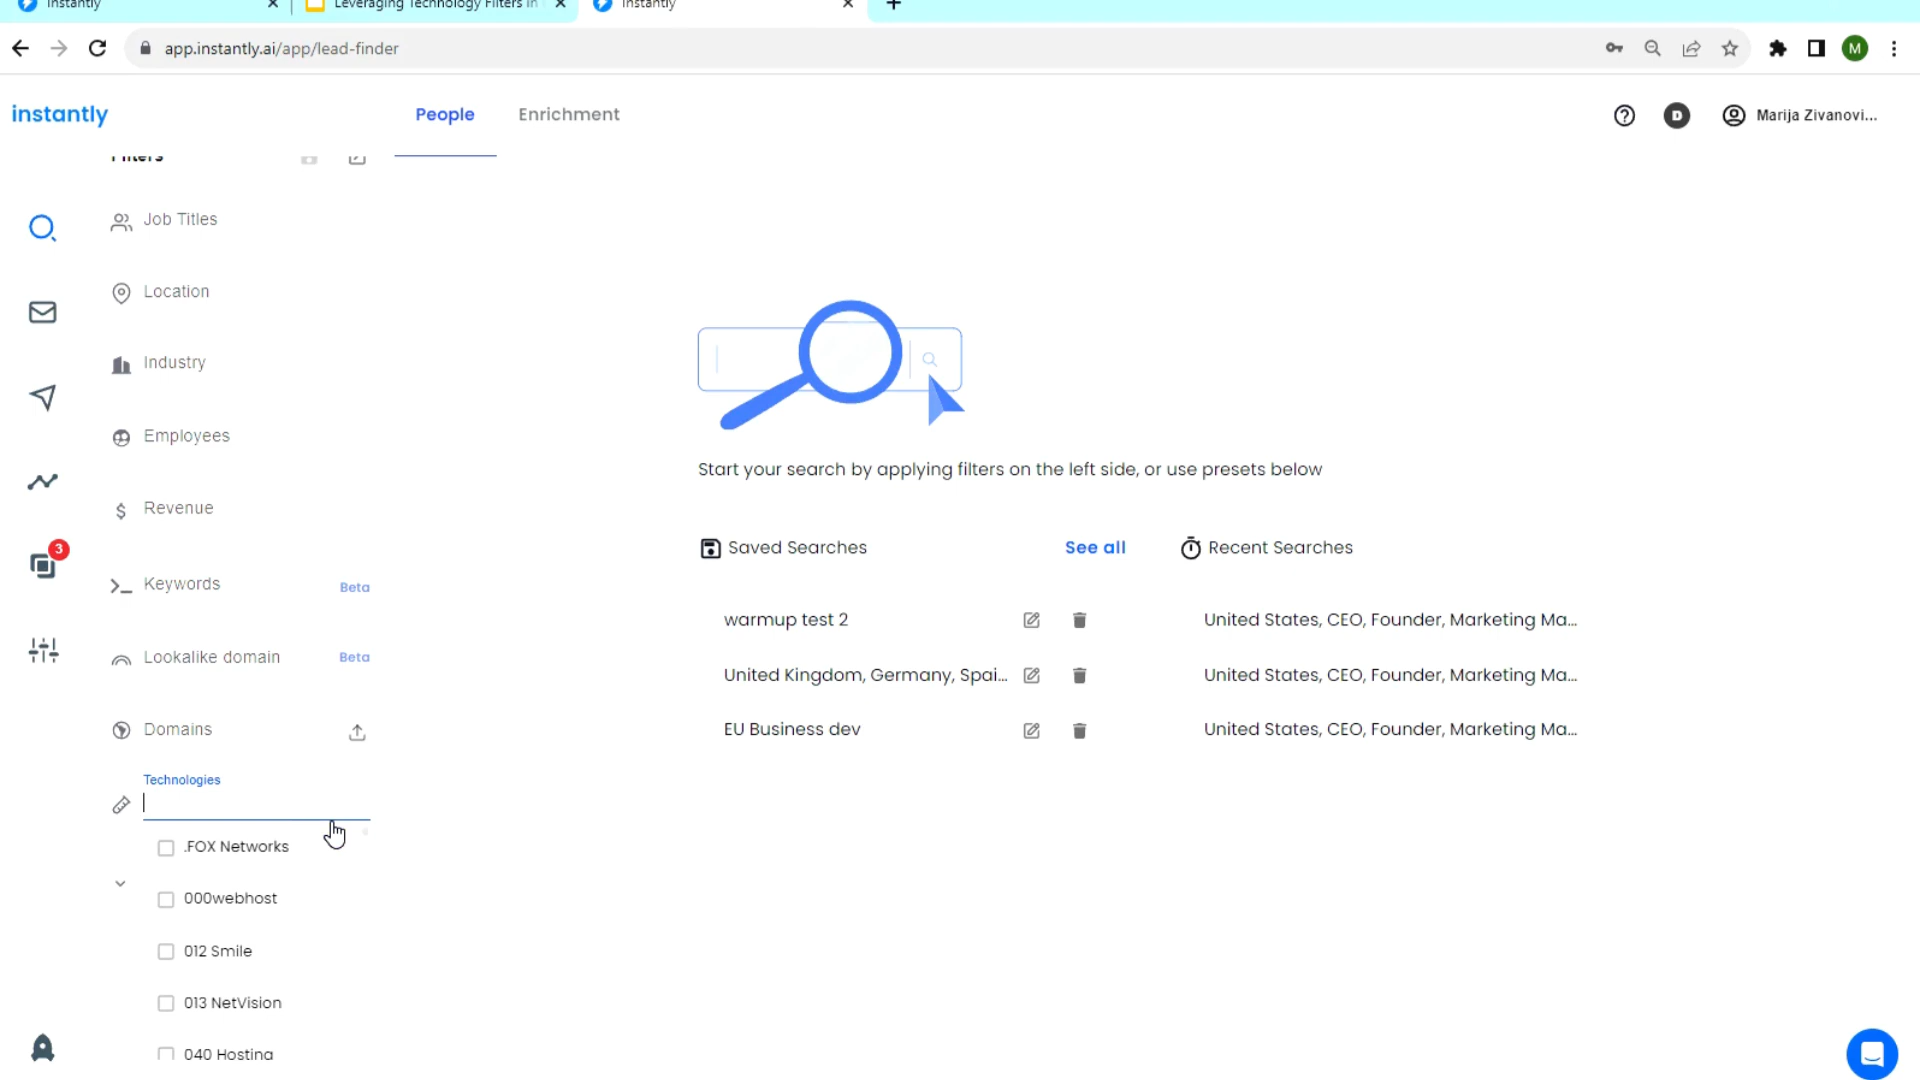 Instantly
Leveraging Technology Filters in
Instantly
app.instantly.ai/app/lead-finder
M
instantly
People
Enrichment
D
Marija Zivanovi...
Filters
Job Titles
Location
Industry
Employees
Revenue
3
Keywords
Beta
Lookalike domain
Beta
Domains
Technologies
.FOX Networks
000webhost
012 Smile
013 NetVision
040 Hosting
Start your search by applying filters on the left side, or use presets below
Saved Searches
See all
Recent Searches
warmup test 2
United States, CEO, Founder, Marketing Ma...
United Kingdom, Germany, Spai...
United States, CEO, Founder, Marketing Ma...
EU Business dev
United States, CEO, Founder, Marketing Ma...